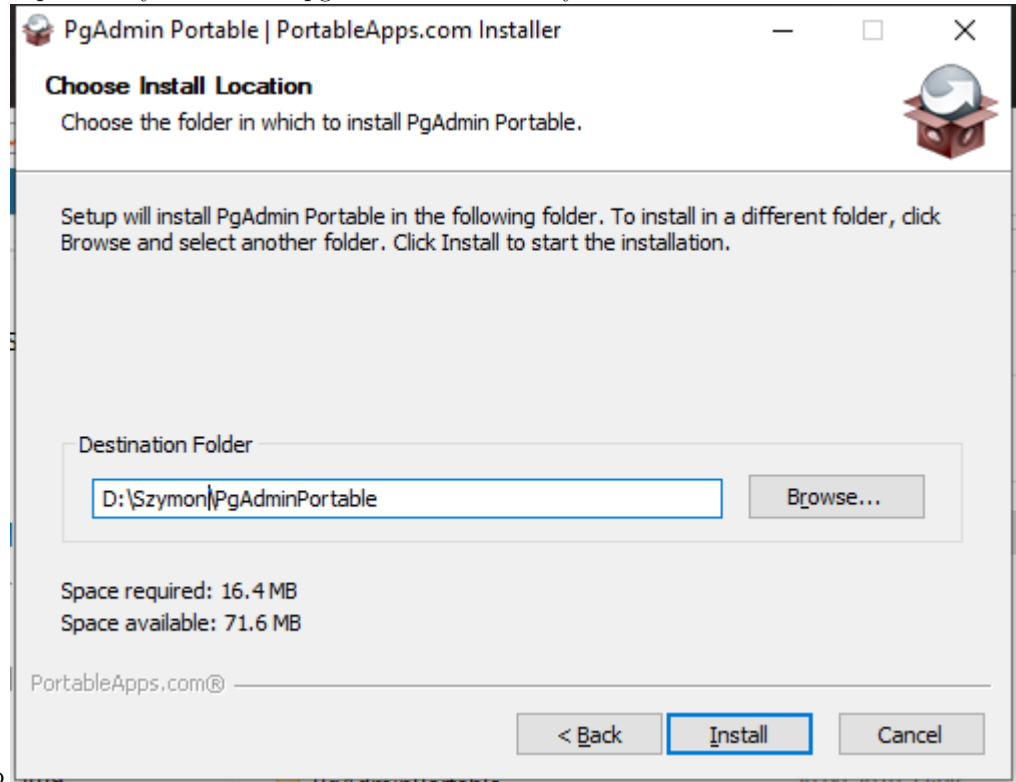 PgAdmin Portable | PortableApps.com Installer
Choose Install Location
Choose the folder in which to install PgAdmin Portable.
Setup will install PgAdmin Portable in the following folder. To install in a different folder, click
Browse and select another folder. Click Install to start the installation.
Destination Folder
D:\Szymon\PgAdminPortable
Browse...
Space required: 16.4 MB
Space available: 71.6 MB
PortableApps.com®
< Back
Install
Cancel